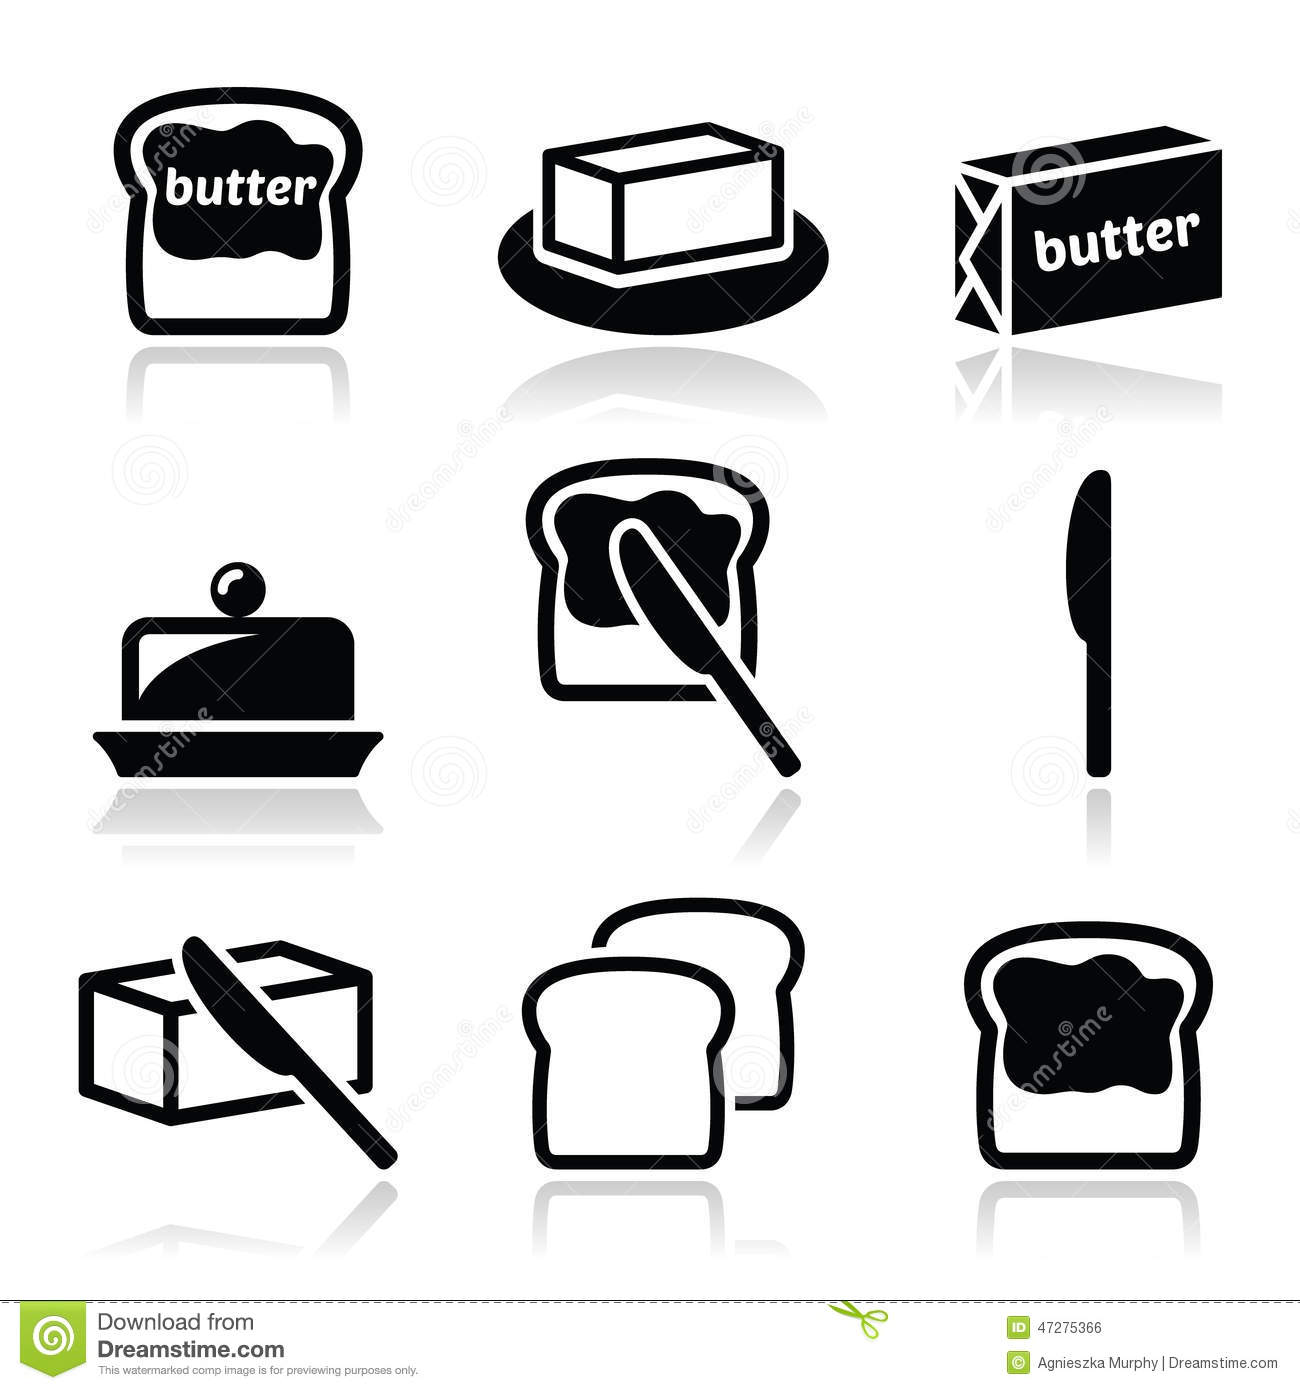 butter
butter
Download from
Dreamstime.com
This watermarked comp image is for previewing purposes only.
ID 47275366
© Agnieszka Murphy | Dreamstime.com
dreamstime